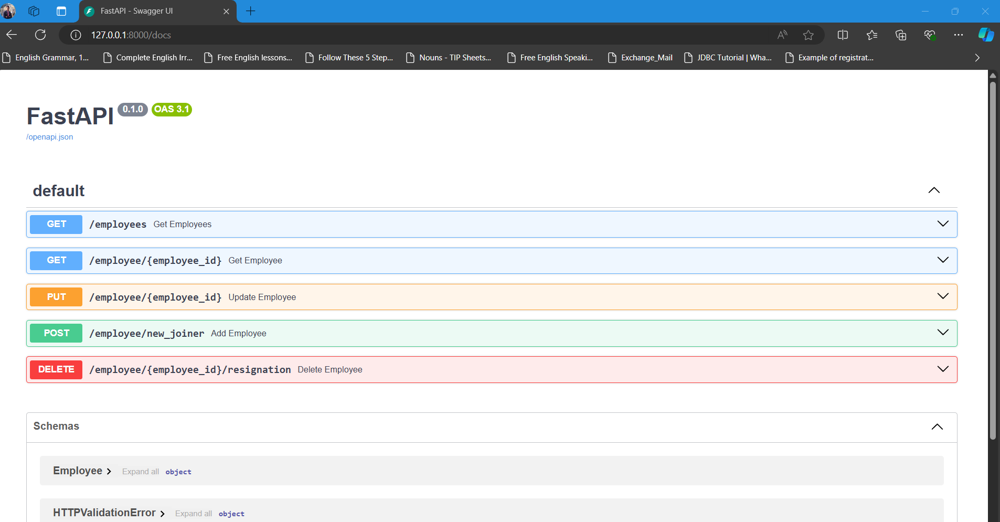 FastAPI - Swagger UI
127.0.0.1:8000/docs
English Grammar, 1... Complete English Irr... Free English lessons... Follow These 5 Step... Nouns - TIP Sheets... Free English Speaki... Exchange_Mail JDBC Tutorial | Wha... Example of registrat...
FastAPI 0.1.0 OAS 3.1
/openapi.json
default
GET /employees Get Employees
GET /employee/{employee_id} Get Employee
PUT /employee/{employee_id} Update Employee
POST /employee/new_joiner Add Employee
DELETE /employee/{employee_id}/resignation Delete Employee
Schemas
Employee Expand all object
HTTPValidationError Expand all object